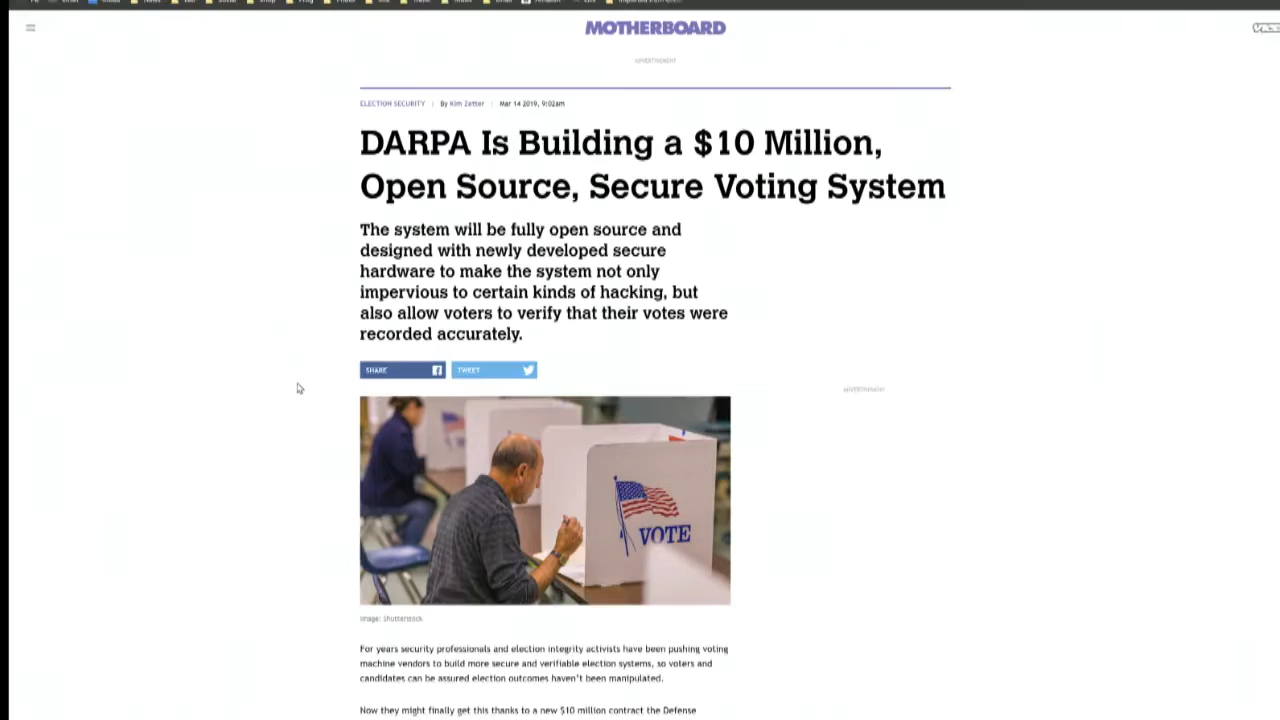 MOTHERBOARD
ADVERTISEMENT
ELECTION SECURITY | By Kim Zetter | Mar 14 2019, 9:02am
DARPA Is Building a $10 Million,
Open Source, Secure Voting System
The system will be fully open source and
designed with newly developed secure
hardware to make the system not only
impervious to certain kinds of hacking, but
also allow voters to verify that their votes were
recorded accurately.
SHARE
TWEET
ADVERTISEMENT
VOTE
Image: Shutterstock
For years security professionals and election integrity activists have been pushing voting
machine vendors to build more secure and verifiable election systems, so voters and
candidates can be assured election outcomes haven't been manipulated.
Now they might finally get this thanks to a new $10 million contract the Defense